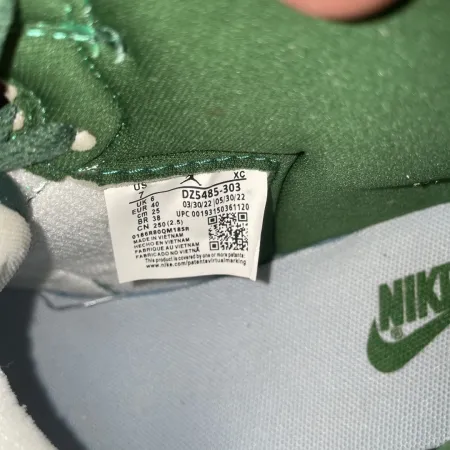 US 7 XC
UK 6 DZ5485-303
EUR 40 03/30/22 05/30/22
cm 25 UPC 00193150361120
BR 38
CN 250 (2.5)
MADE IN VIETNAM
HECHO EN VIETNAM
FABRIQUE AU VIETNAM
FABRICADO NO VIETNÃ
This product is covered by one or more patents:
www.nike.com/patents/virtualmarking
NIKE